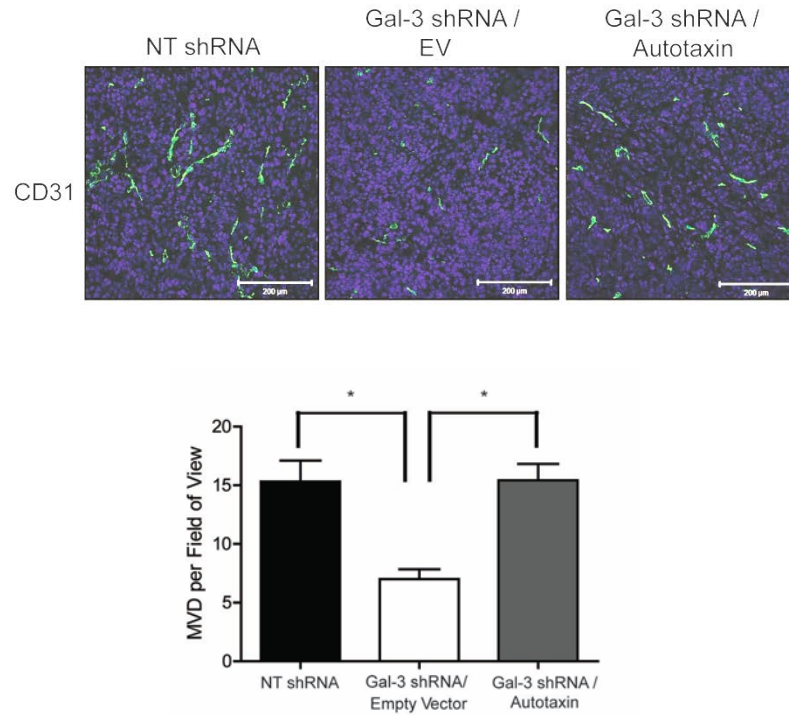 NT shRNA
Gal-3 shRNA /
EV
Gal-3 shRNA /
Autotaxin
CD31
200 µm
200 µm
200 µm
*
*
20
15
10
5
0
MVD per Field of View
NT shRNA
Gal-3 shRNA/
Empty Vector
Gal-3 shRNA /
Autotaxin